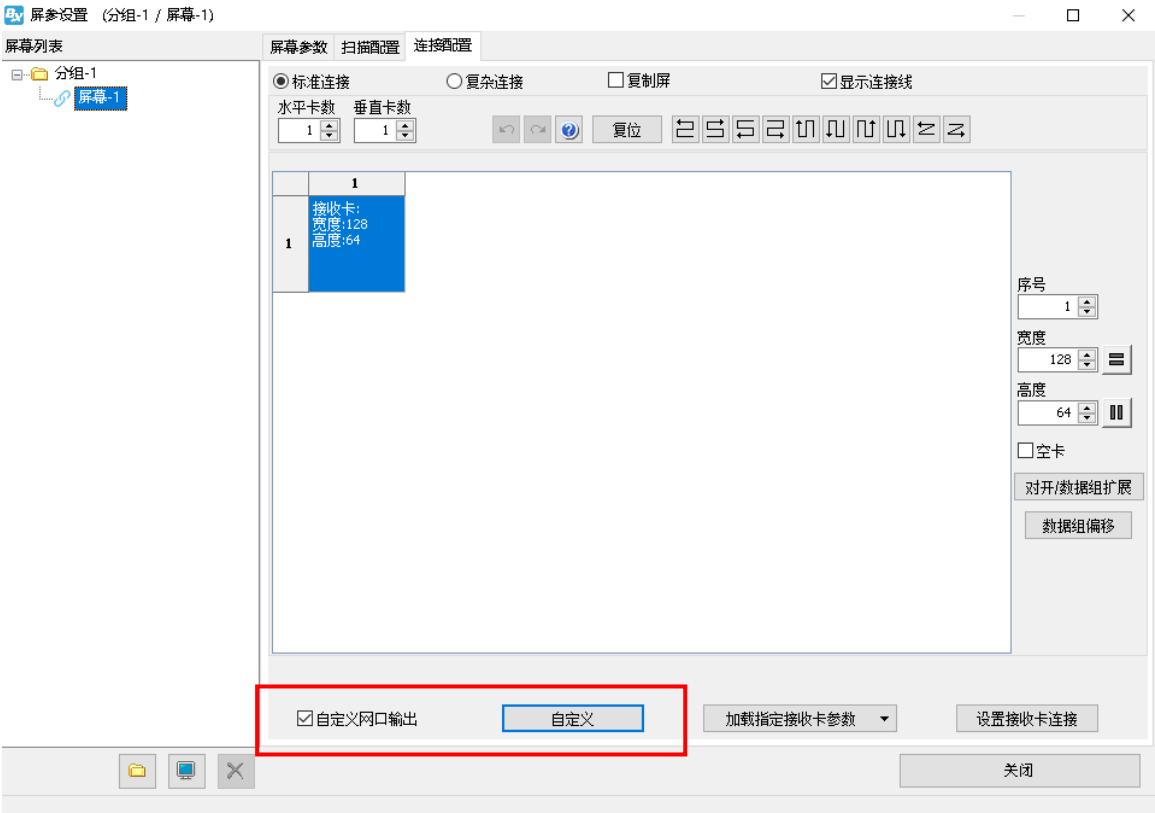 BX 屏参设置 (分组-1 / 屏幕-1)
屏幕列表
分组-1
屏幕-1
屏幕参数 扫描配置 连接配置
标准连接 复杂连接 复制屏 显示连接线
水平卡数 垂直卡数
1 1 复位
1
1
接收卡:
宽度:128
高度:64
序号
1
宽度
128
高度
64
空卡
对开/数据组扩展
数据组偏移
自定义网口输出 自定义 加载指定接收卡参数 设置接收卡连接
关闭